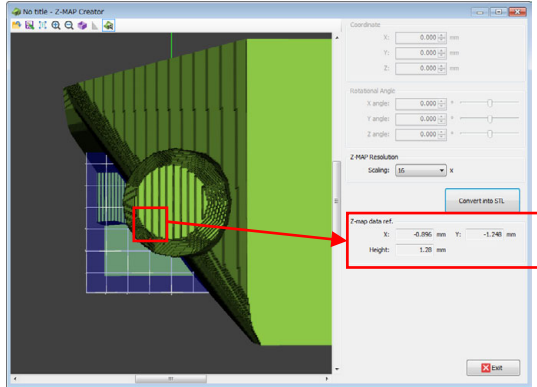 No title - Z-MAP Creator
Coordinate
X: 0.000 mm
Y: 0.000 mm
Z: 0.000 mm
Rotational Angle
X angle: 0.000 °
Y angle: 0.000 °
Z angle: 0.000 °
Z-MAP Resolution
Scaling: 16 x
Convert into STL
Z-map data ref.
X: -0.896 mm Y: -1.248 mm
Height: 1.28 mm
Exit